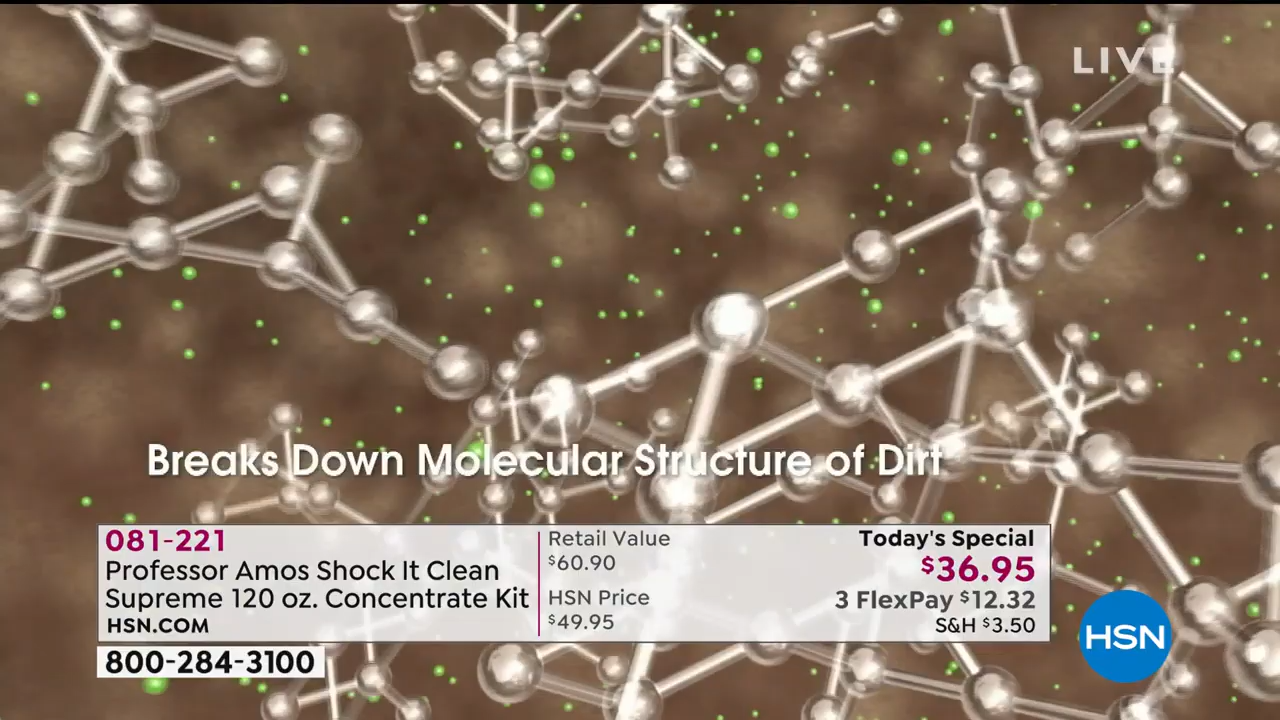 LIVE
Breaks Down Molecular Structure of Dirt
081-221
Professor Amos Shock It Clean
Supreme 120 oz. Concentrate Kit
HSN.COM
Retail Value
$60.90
HSN Price
$49.95
Today's Special
$36.95
3 FlexPay $12.32
S&H $3.50
800-284-3100
HSN